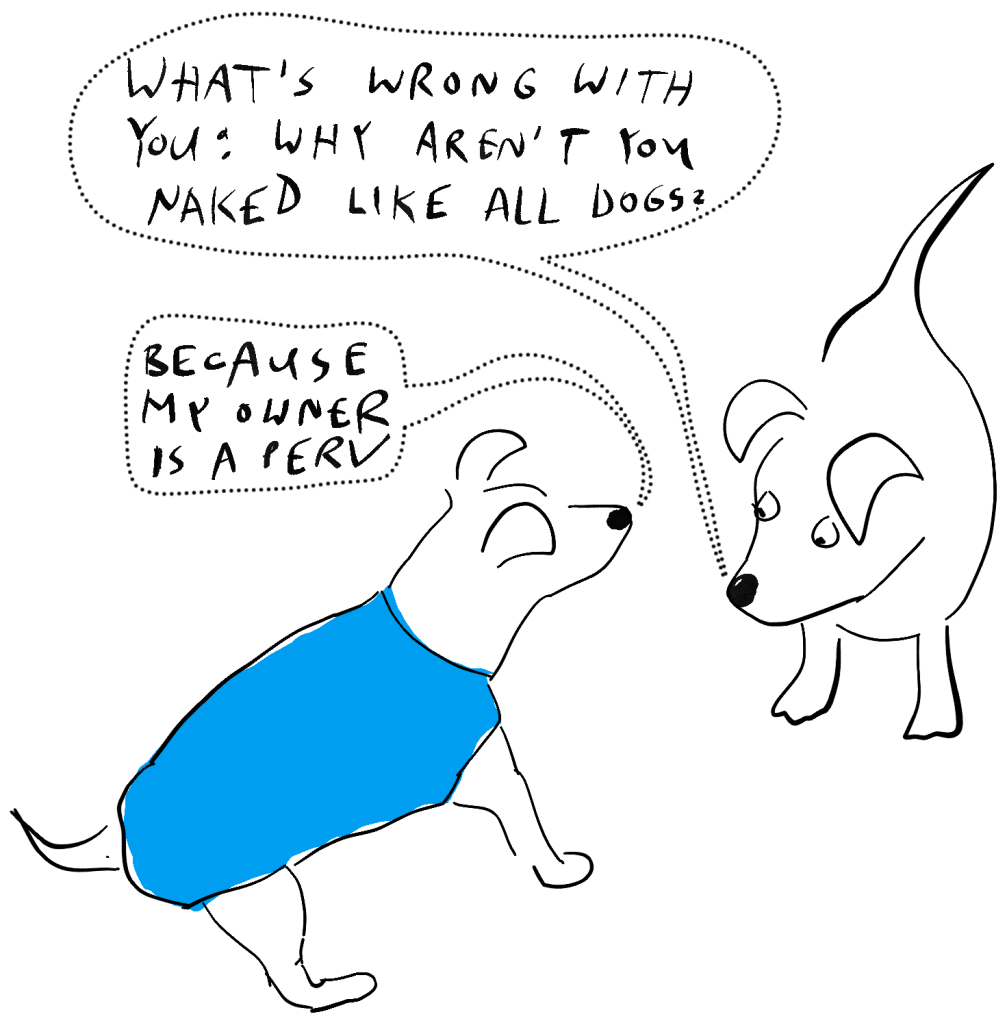 WHAT'S WRONG WITH
YOU? WHY AREN'T YOU
NAKED LIKE ALL DOGS?
BECAUSE
MY OWNER
IS A PERV